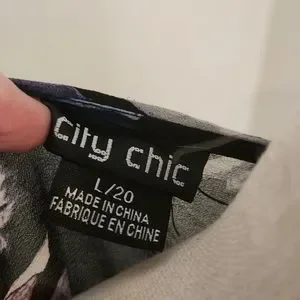 City chic
L/20
MADE IN CHINA
FABRIQUE EN CHINE